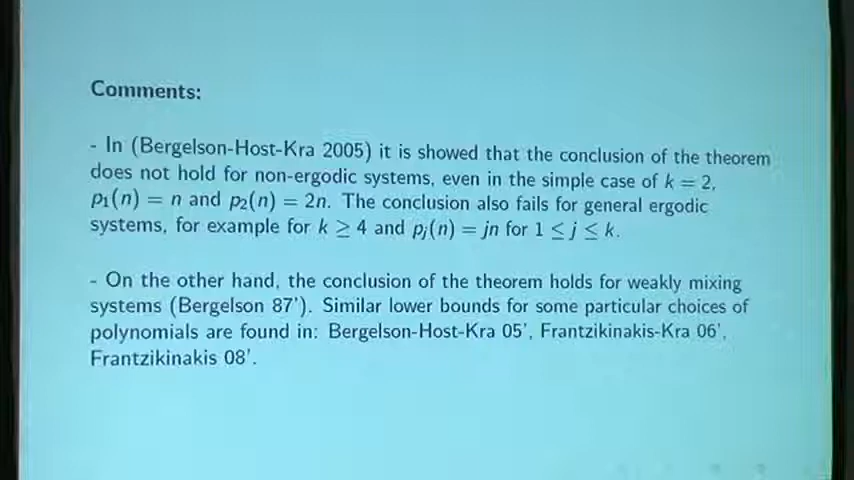 Comments:
- In (Bergelson-Host-Kra 2005) it is showed that the conclusion of the theorem
does not hold for non-ergodic systems, even in the simple case of k = 2,
p₁(n) = n and p₂(n) = 2n. The conclusion also fails for general ergodic
systems, for example for k ≥ 4 and pⱼ(n) = jn for 1 ≤ j ≤ k.
- On the other hand, the conclusion of the theorem holds for weakly mixing
systems (Bergelson 87'). Similar lower bounds for some particular choices of
polynomials are found in: Bergelson-Host-Kra 05', Frantzikinakis-Kra 06',
Frantzikinakis 08'.